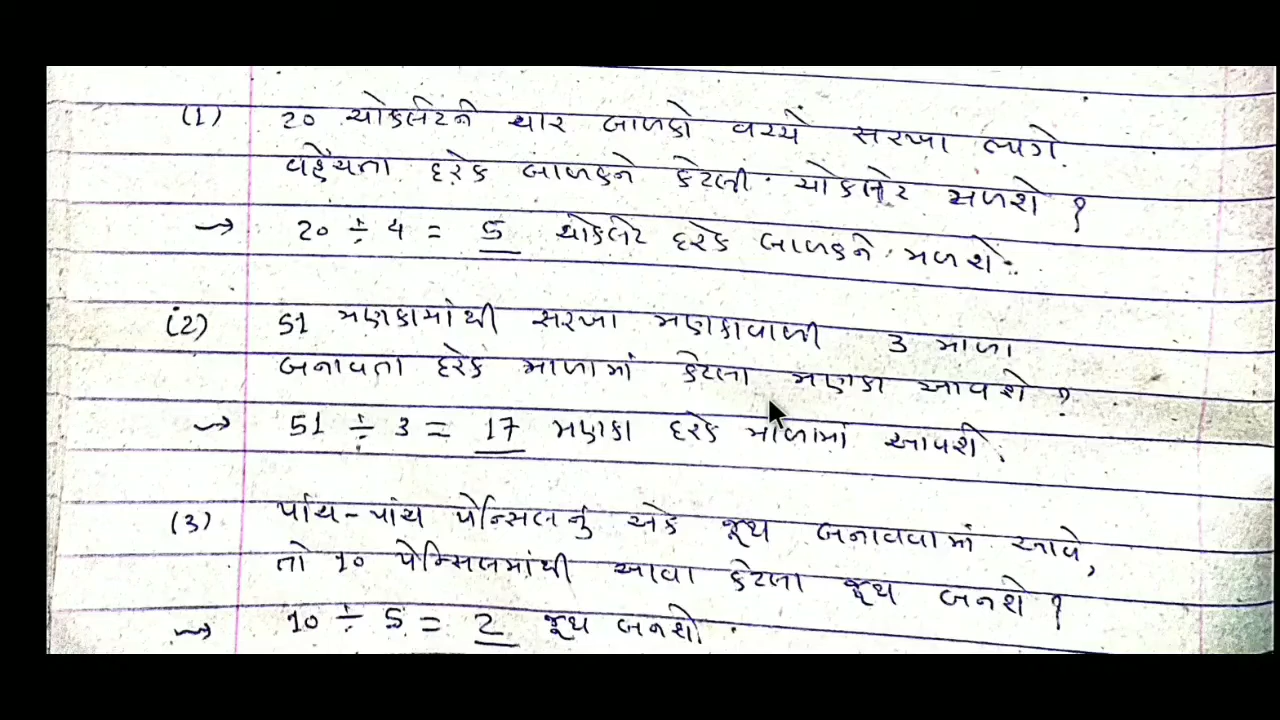 (1) 20 ચોકલેટને ચાર બાળકો વચ્ચે સરખા ભાગે.
વહેંચતા દરેક બાળકને કેટલી ચોકલેટ મળશે ?
→ 20 ÷ 4 = 5 ચોકલેટ દરેક બાળકને મળશે.
(2) 51 મણકામાંથી સરખા મણકાવાળી 3 માળા
બનાવતા દરેક માળામાં કેટલા મણકા આવશે ?
→ 51 ÷ 3 = 17 મણકા દરેક માળામાં આવશે.
(3) પાંચ-પાંચ પેન્સિલનું એક જૂથ બનાવવામાં આવે,
તો 10 પેન્સિલમાંથી આવા કેટલા જૂથ બનશે ?
→ 10 ÷ 5 = 2 જૂથ બનશે.